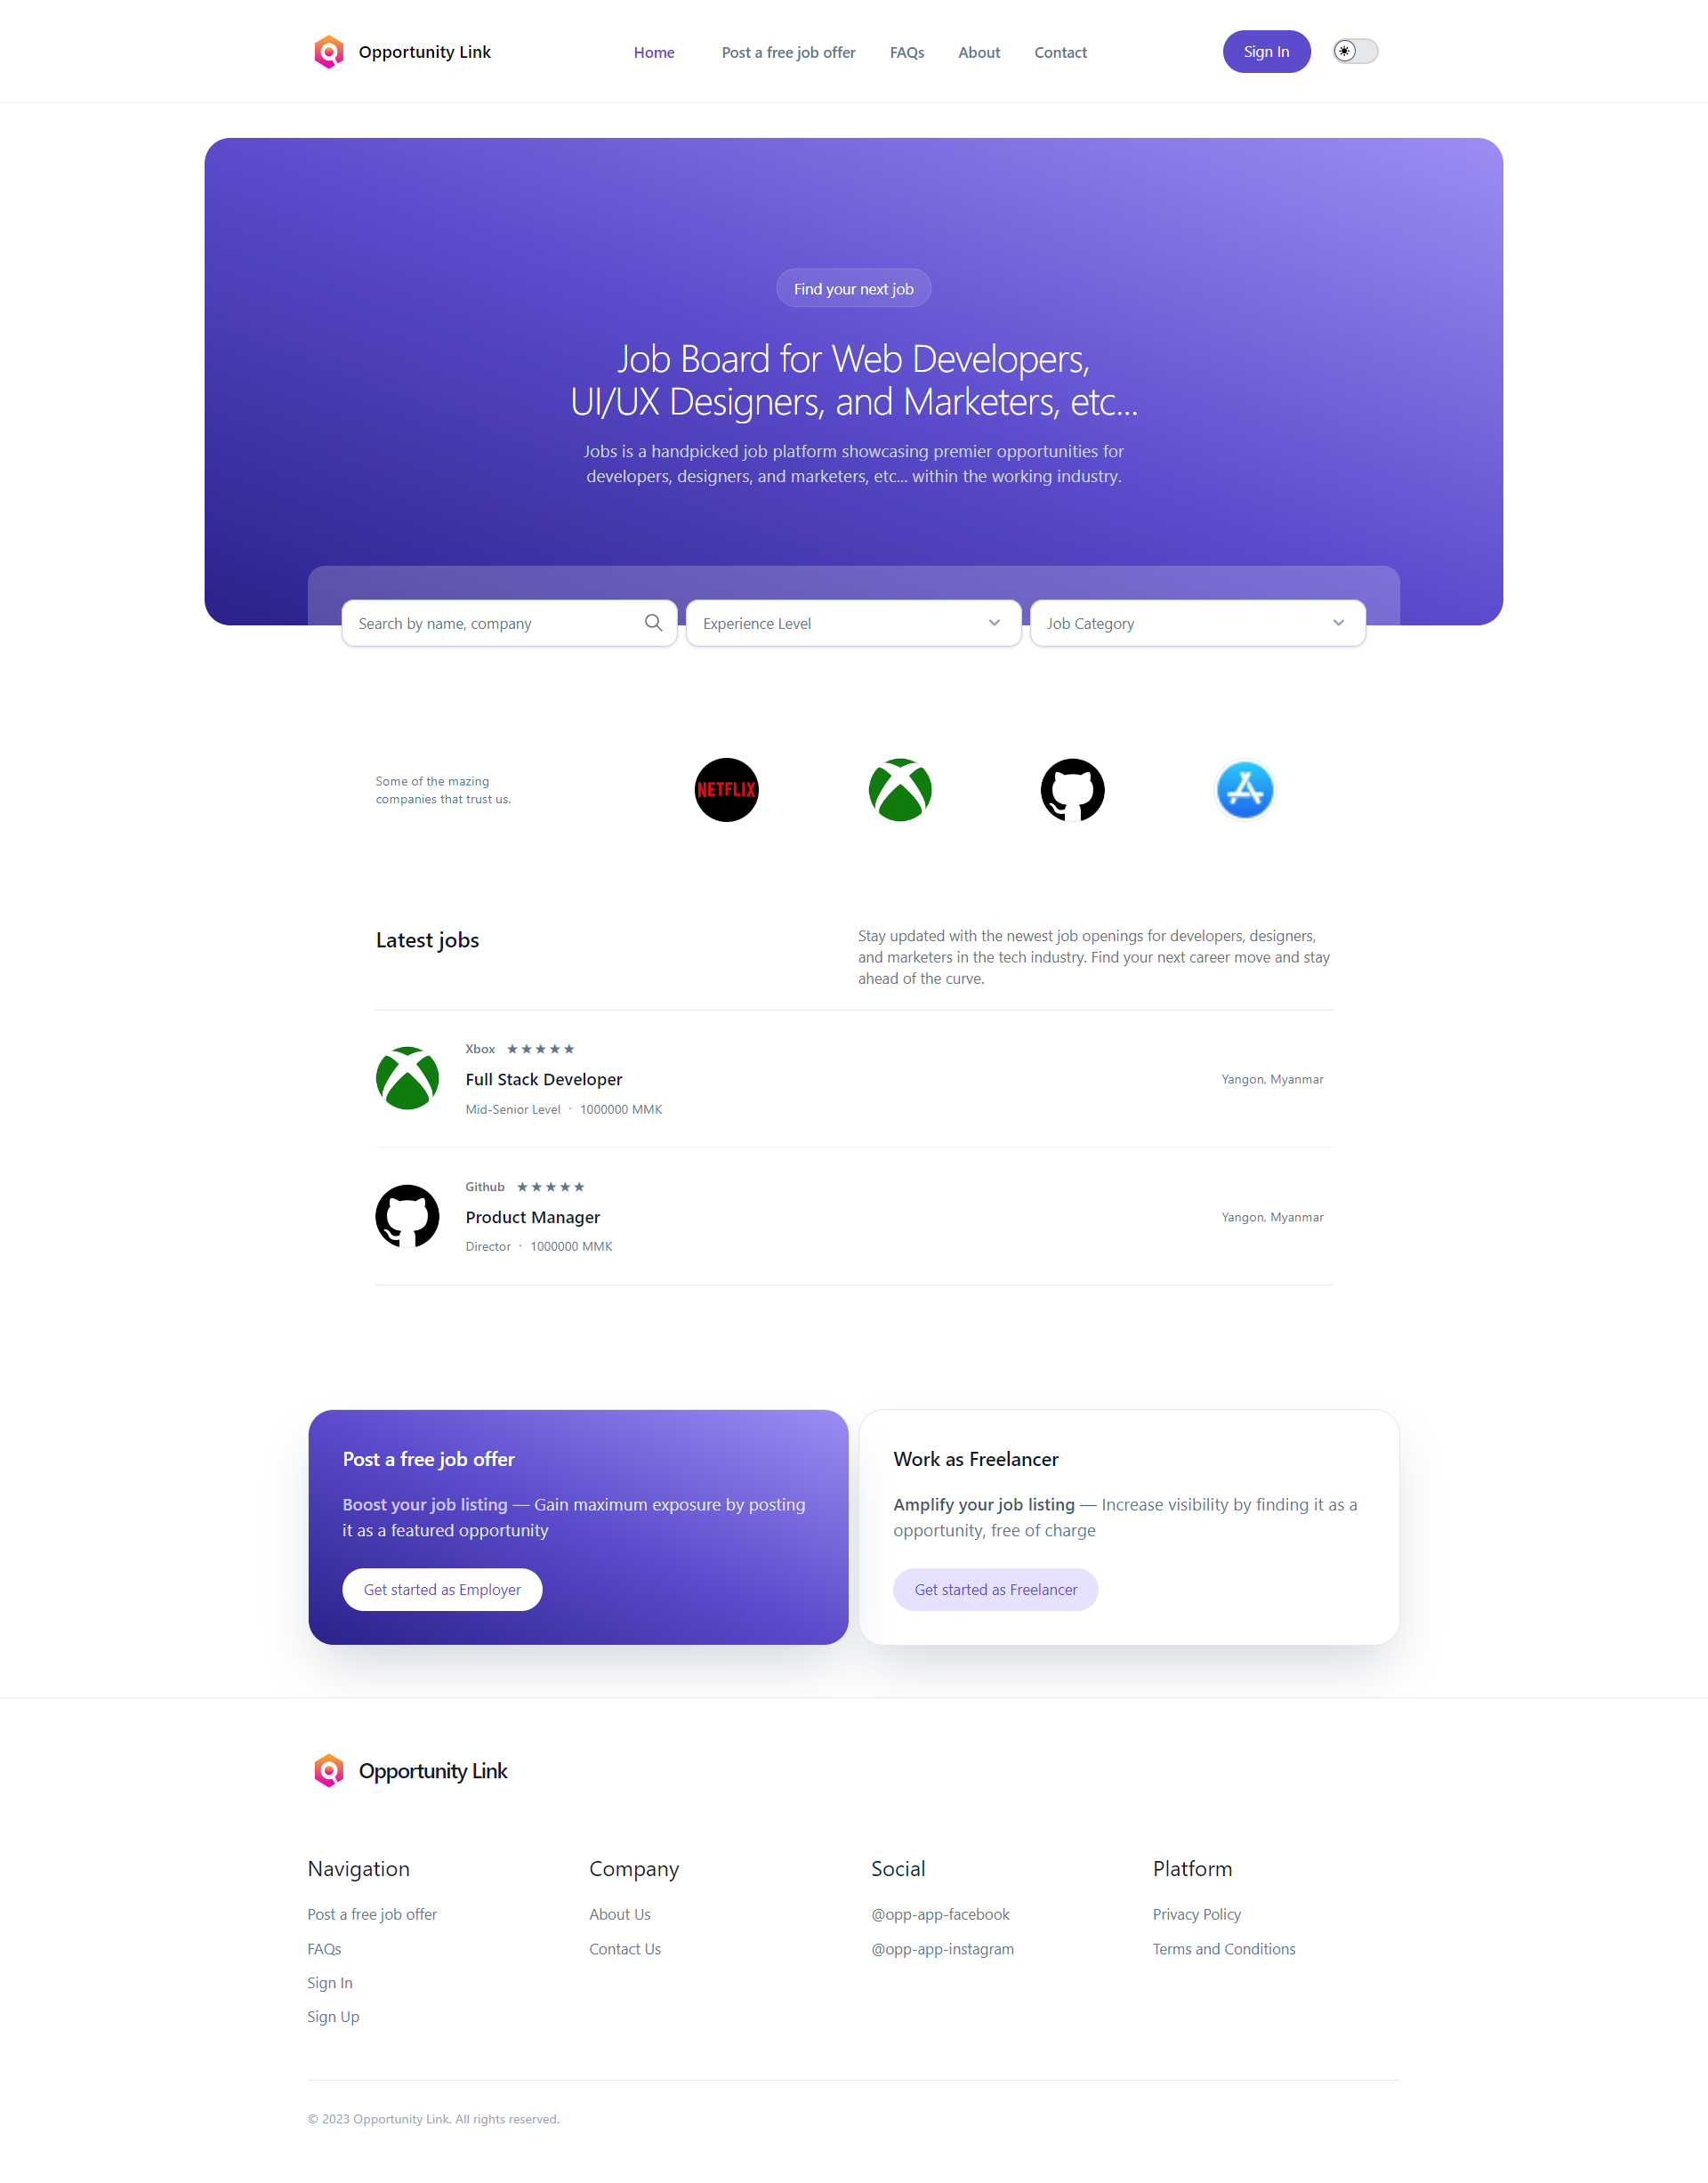 Opportunity Link
Home
Post a free job offer
FAQs
About
Contact
Sign In
Find your next job
Job Board for Web Developers,
UI/UX Designers, and Marketers, etc...
Jobs is a handpicked job platform showcasing premier opportunities for
developers, designers, and marketers, etc... within the working industry.
Search by name, company
Experience Level
Job Category
Some of the mazing
companies that trust us.
NETFLIX
Latest jobs
Stay updated with the newest job openings for developers, designers,
and marketers in the tech industry. Find your next career move and stay
ahead of the curve.
Xbox ★★★★★
Full Stack Developer
Mid-Senior Level · 1000000 MMK
Yangon, Myanmar
Github ★★★★★
Product Manager
Director · 1000000 MMK
Yangon, Myanmar
Post a free job offer
Boost your job listing — Gain maximum exposure by posting
it as a featured opportunity
Get started as Employer
Work as Freelancer
Amplify your job listing — Increase visibility by finding it as a
opportunity, free of charge
Get started as Freelancer
Opportunity Link
Navigation
Post a free job offer
FAQs
Sign In
Sign Up
Company
About Us
Contact Us
Social
@opp-app-facebook
@opp-app-instagram
Platform
Privacy Policy
Terms and Conditions
© 2023 Opportunity Link. All rights reserved.